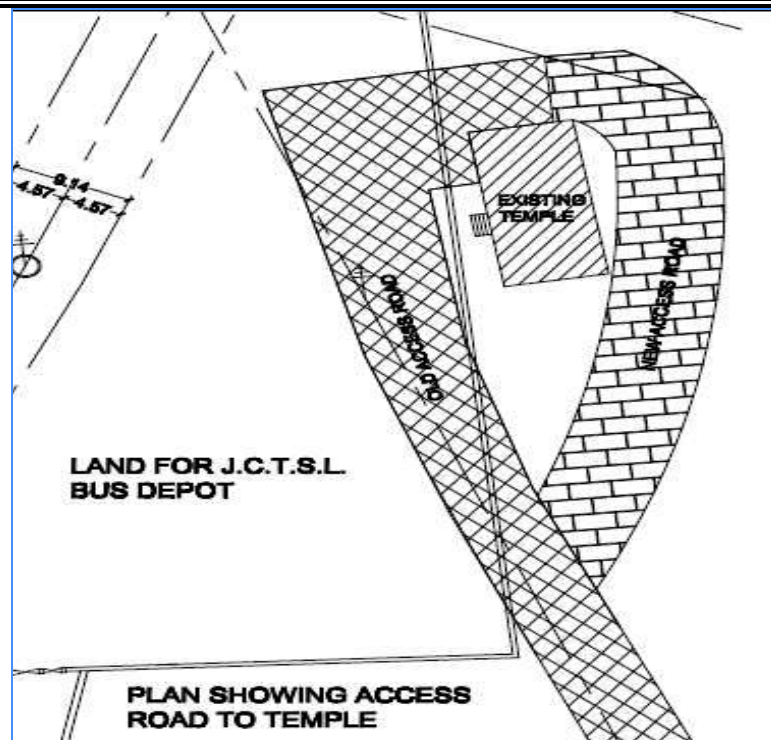 9.14
4.57 4.57
EXISTING
TEMPLE
OLD ACCESS ROAD
NEW ACCESS ROAD
LAND FOR J.C.T.S.L.
BUS DEPOT
PLAN SHOWING ACCESS
ROAD TO TEMPLE